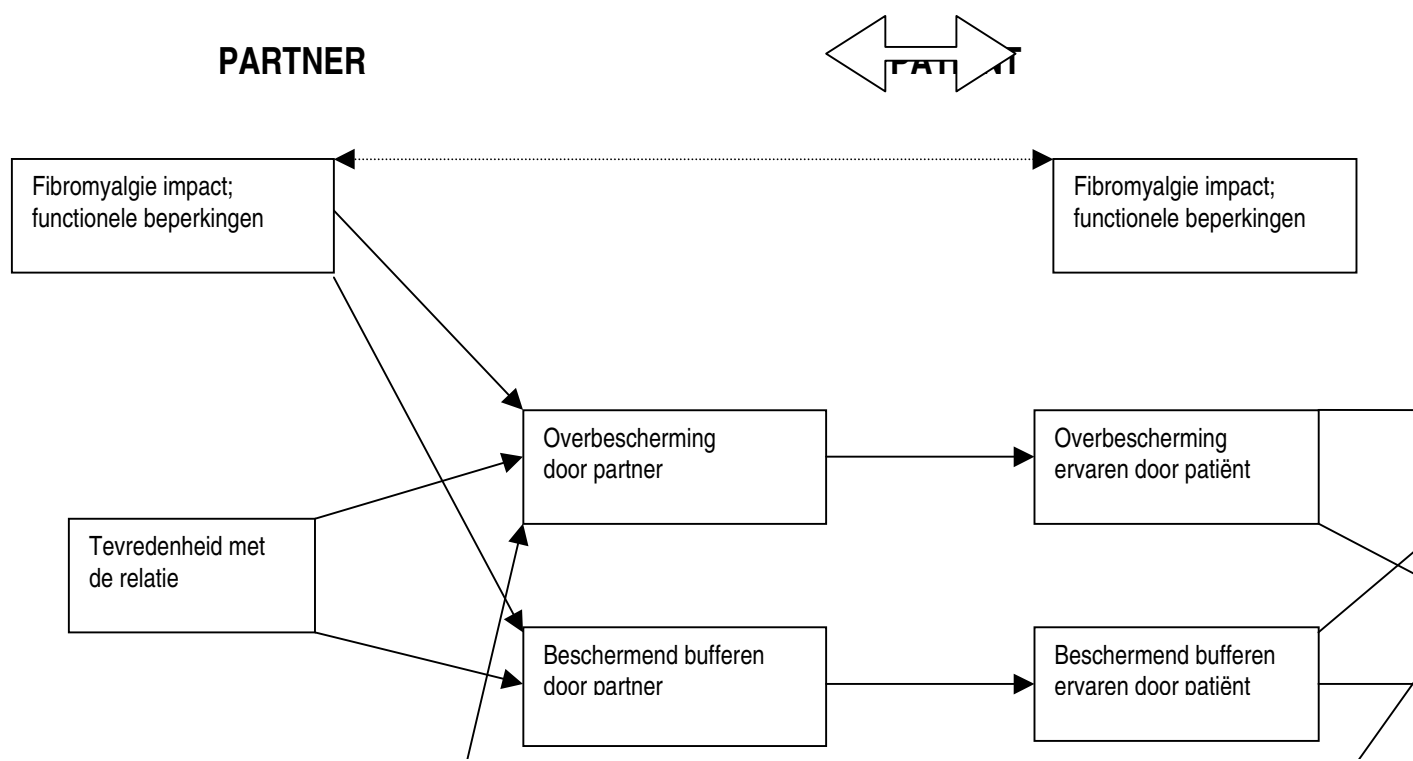 PARTNER
Fibromyalgie impact;
functionele beperkingen
Fibromyalgie impact;
functionele beperkingen
Overbescherming
door partner
Overbescherming
ervaren door patiënt
Tevredenheid met
de relatie
Beschermend bufferen
door partner
Beschermend bufferen
ervaren door patiënt